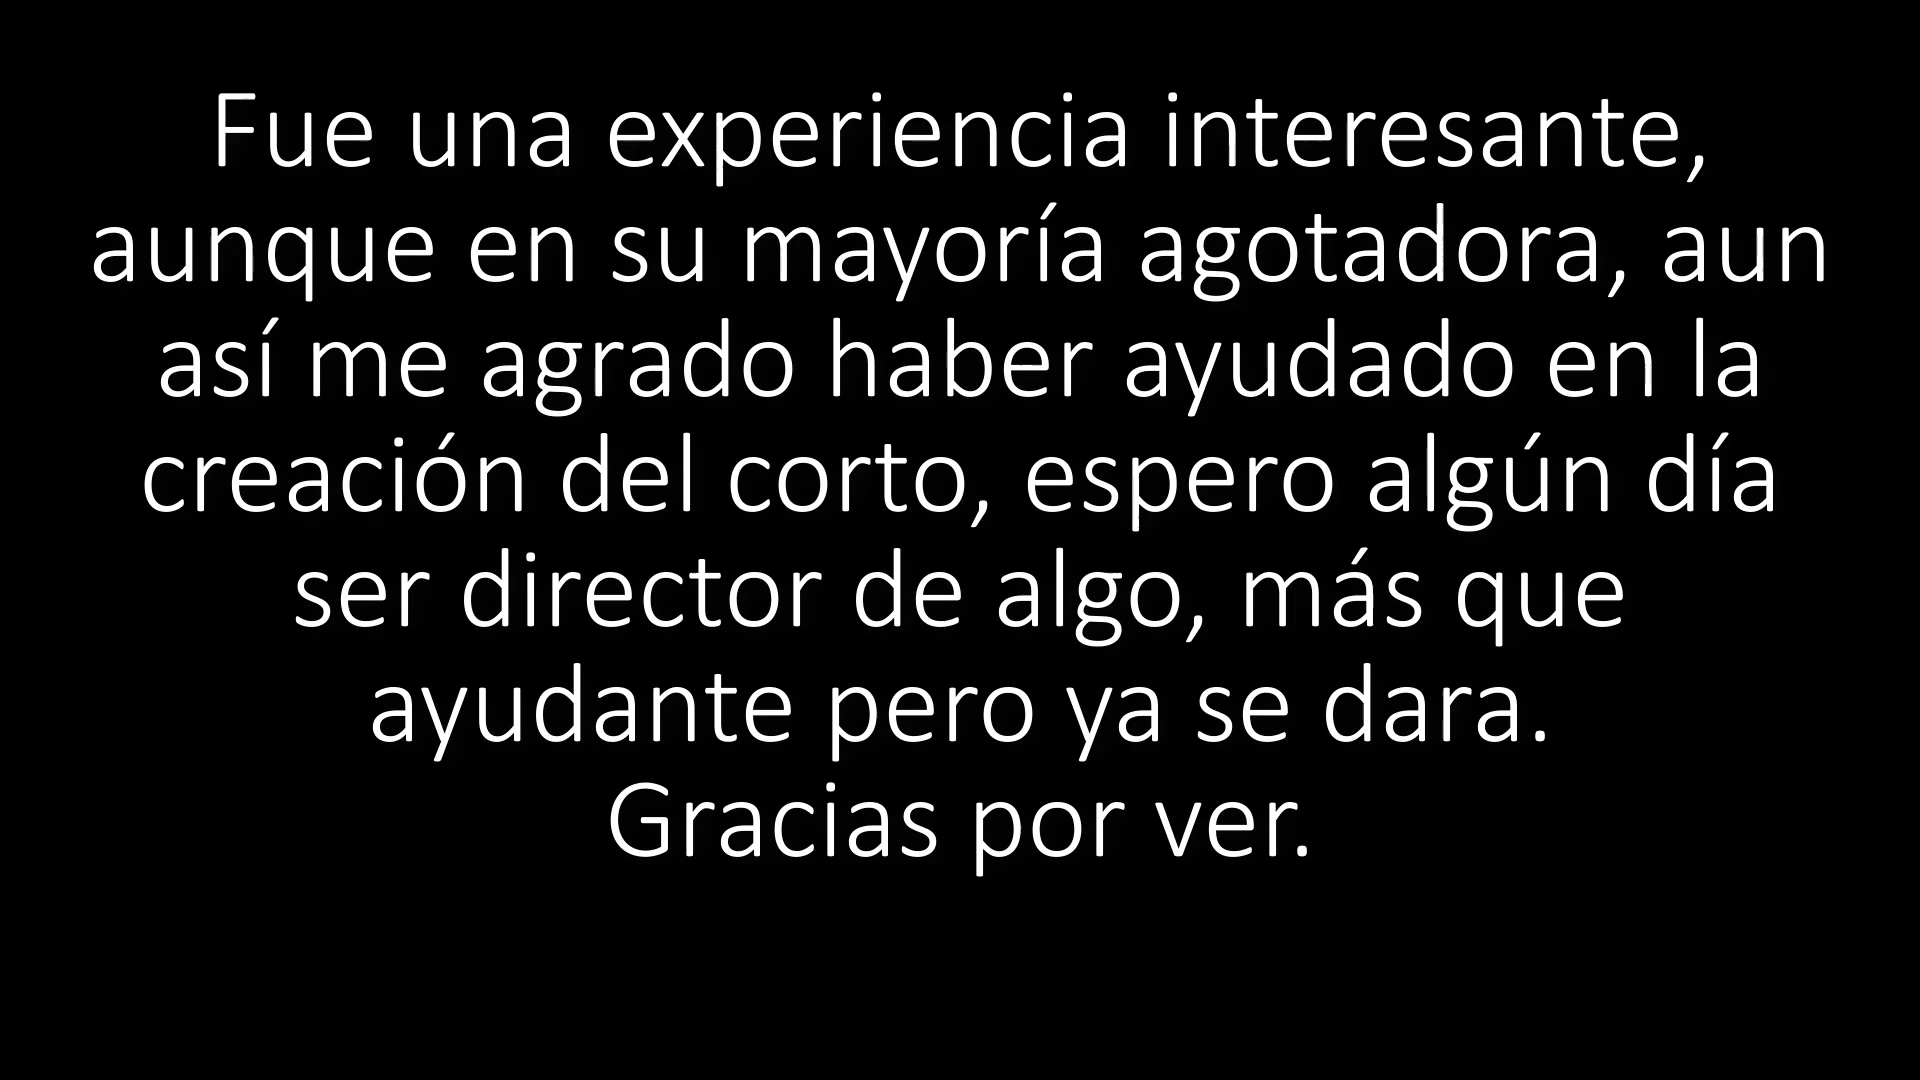 Fue una experiencia interesante,
aunque en su mayoría agotadora, aun
así me agrado haber ayudado en la
creación del corto, espero algún día
ser director de algo, más que
ayudante pero ya se dara.
Gracias por ver.